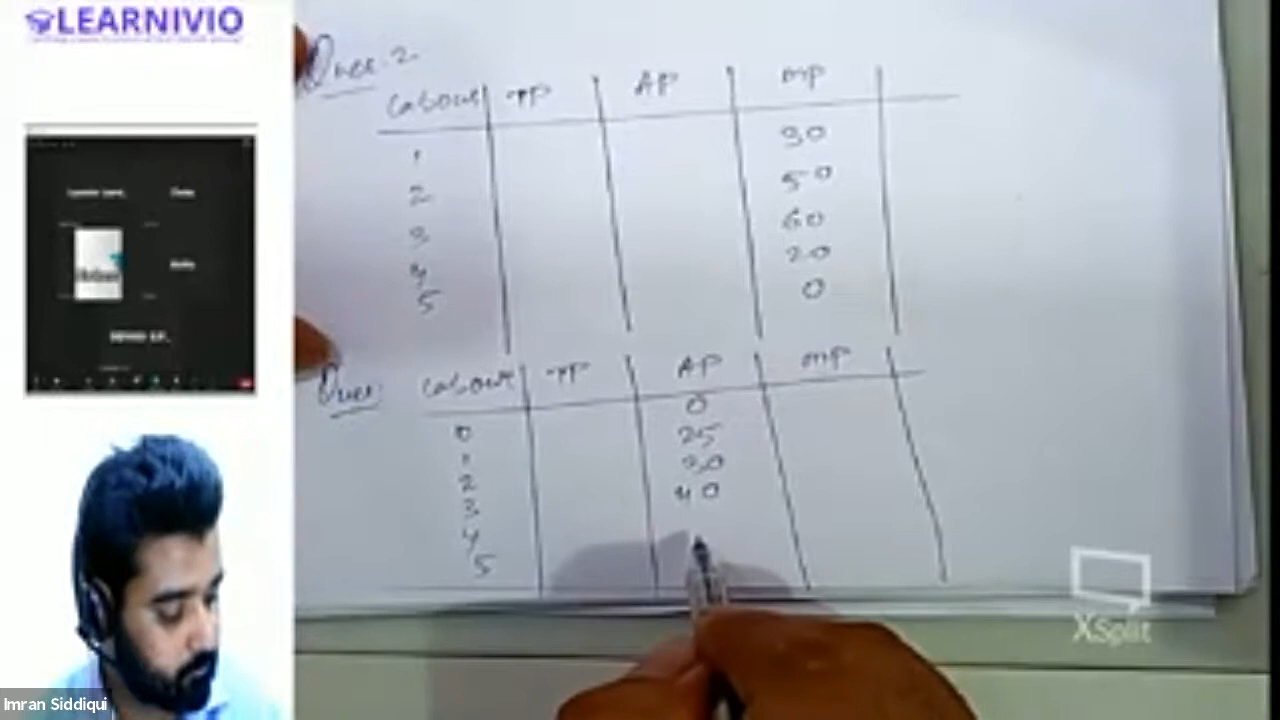 LEARNIVIO
Ques. 2
Labour TP AP MP
1 30
2 50
3 60
4 20
5 0
Ques: Labour TP AP MP
0 0
1 25
2 30
3 40
4
5
XSplit
Imran Siddiqui